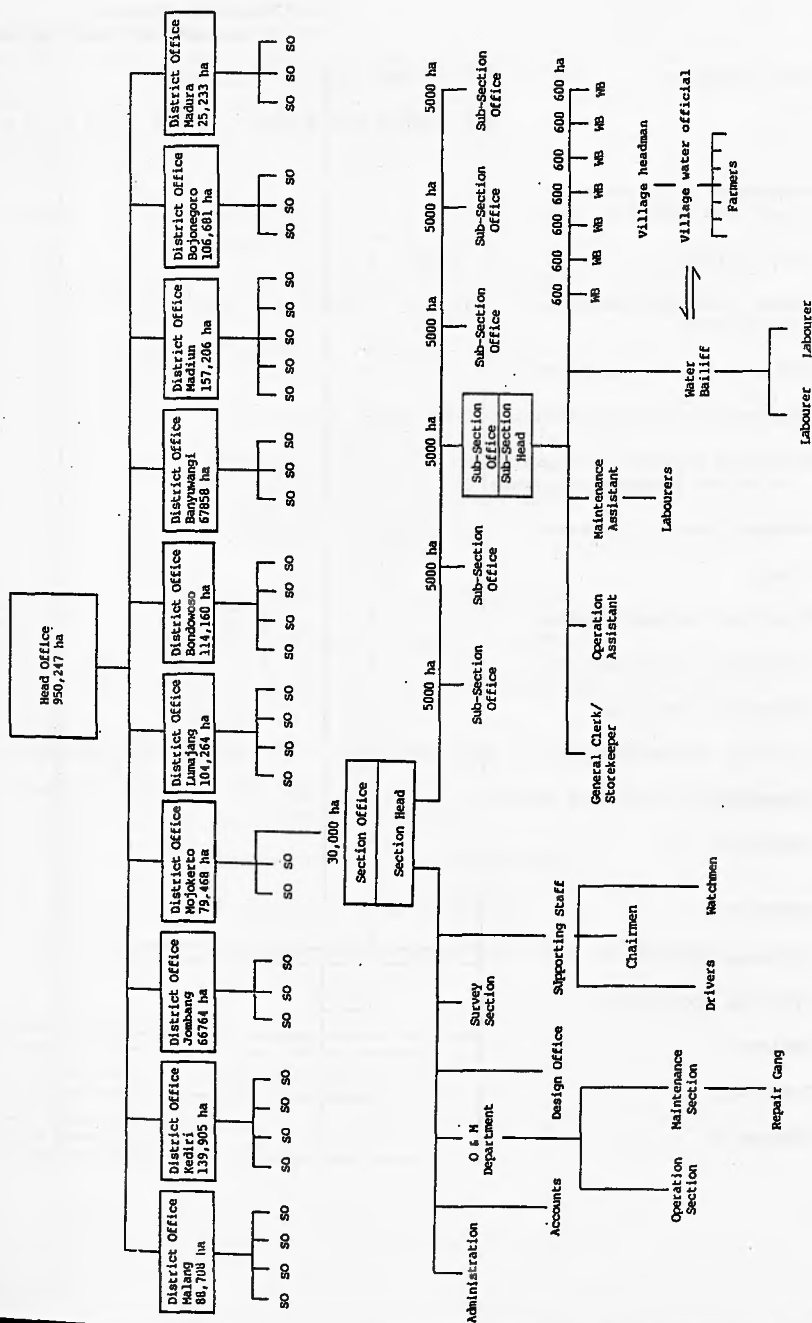 Head Office
950,247 ha
District Office
Malang
88,708 ha
District Office
Kediri
139,905 ha
District Office
Jombang
66764 ha
District Office
Mojokerto
79,468 ha
District Office
Lumajang
104,264 ha
District Office
Bondowoso
114,160 ha
District Office
Banyuwangi
67858 ha
District Office
Madiun
157,206 ha
District Office
Bojonegoro
106,681 ha
District Office
Madura
25,233 ha
SO SO SO SO
SO SO SO SO
SO SO SO
SO SO
SO SO SO SO
SO SO SO SO
SO SO SO
SO SO SO SO SO
SO SO SO
SO SO SO
30,000 ha
Section Office
Section Head
5000 ha 5000 ha 5000 ha 5000 ha 5000 ha 5000 ha
Sub-Section
Office
Sub-Section
Office
Sub-Section
Office
Sub-Section
Head
Sub-Section
Office
Sub-Section
Office
Sub-Section
Office
Administration
Accounts
O & M
Department
Design Office
Survey
Section
Supporting Staff
Operation
Section
Maintenance
Section
Repair Gang
Drivers
Chairmen
Watchmen
General Clerk/
Storekeeper
Operation
Assistant
Maintenance
Assistant
Labourers
Water
Bailiff
Labourer Labourer
600 600 600 600 600 600 600 ha
WB WB WB WB WB WB WB
Village headman
Village water official
Farmers